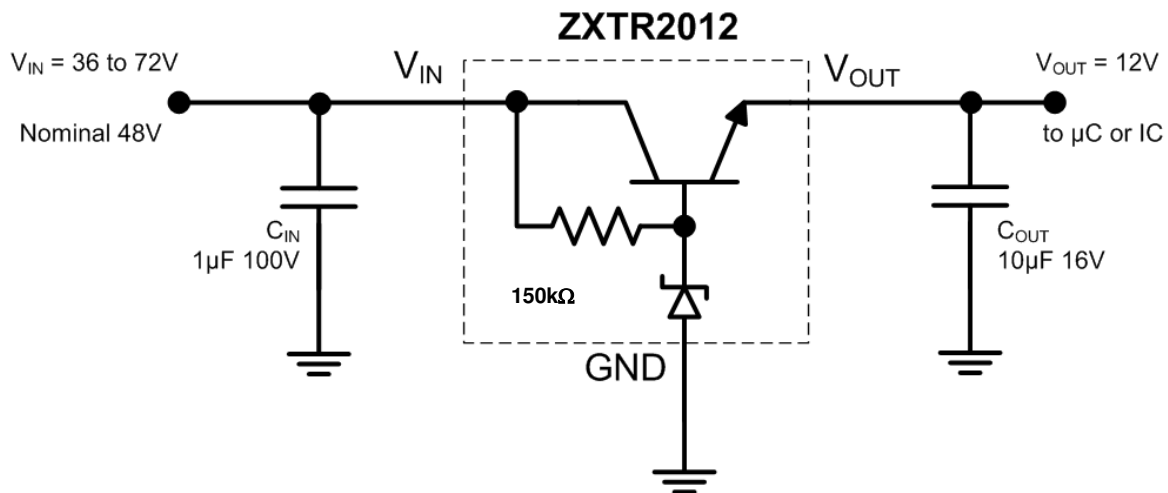 ZXTR2012
V_IN = 36 to 72V
V_IN
V_OUT
V_OUT = 12V
Nominal 48V
to µC or IC
C_IN
1µF 100V
150kΩ
C_OUT
10µF 16V
GND